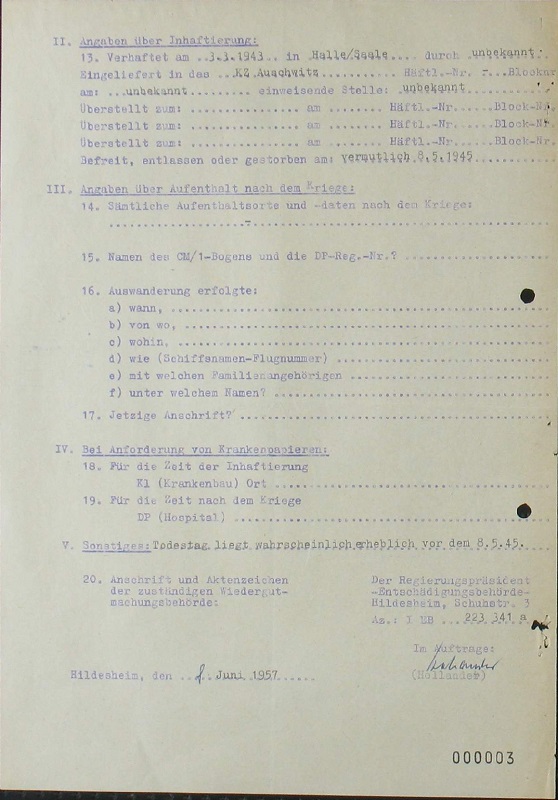 II. Angaben über Inhaftierung:
13. Verhaftet am ..3.3.1943.. in Halle/Saale.... durch unbekannt.
Eingeliefert in das ..KZ Auschwitz.......... Häftl.-Nr. -...Blocknr
am: ...unbekannt......... einweisende Stelle: unbekannt............
Überstellt zum: ................. am ........ Häftl.-Nr......Block-Nr.
Überstellt zum: ................. am ........ Häftl.-Nr......Block-Nr.
Überstellt zum: ................. am ........ Häftl.-Nr......Block-Nr.
Befreit, entlassen oder gestorben am: vermutlich 8.5.1945...........
III. Angaben über Aufenthalt nach dem Kriege:
14. Sämtliche Aufenthaltsorte und -daten nach dem Kriege:
....................-............................................
15. Namen des CM/1-Bogens und die DP-Reg.-Nr.? ....................
16. Auswanderung erfolgte:
a) wann, ........................................................
b) von wo, ......................................................
c) wohin, .......................................................
d) wie (Schiffsnamen-Flugnummer) ................................
e) mit welchen Familienangehörigen ..............................
f) unter welchem Namen? .........................................
17. Jetzige Anschrift? ............................................
IV. Bei Anforderung von Krankenpapieren:
18. Für die Zeit der Inhaftierung
Kl (Krankenbau) Ort .........................................
19. Für die Zeit nach dem Kriege
DP (Hospital) ...............................................
V. Sonstiges: Todestag liegt wahrscheinlich erheblich vor dem 8.5.45.
20. Anschrift und Aktenzeichen
der zuständigen Wiedergut-
machungsbehörde:
Der Regierungspräsident
-Entschädigungsbehörde-
Hildesheim, Schuhstr. 3
Az.: I EB ...223 341 a
Im Auftrage:
Hollander
(Hollander)
Hildesheim, den ..8. Juni 1957......
000003